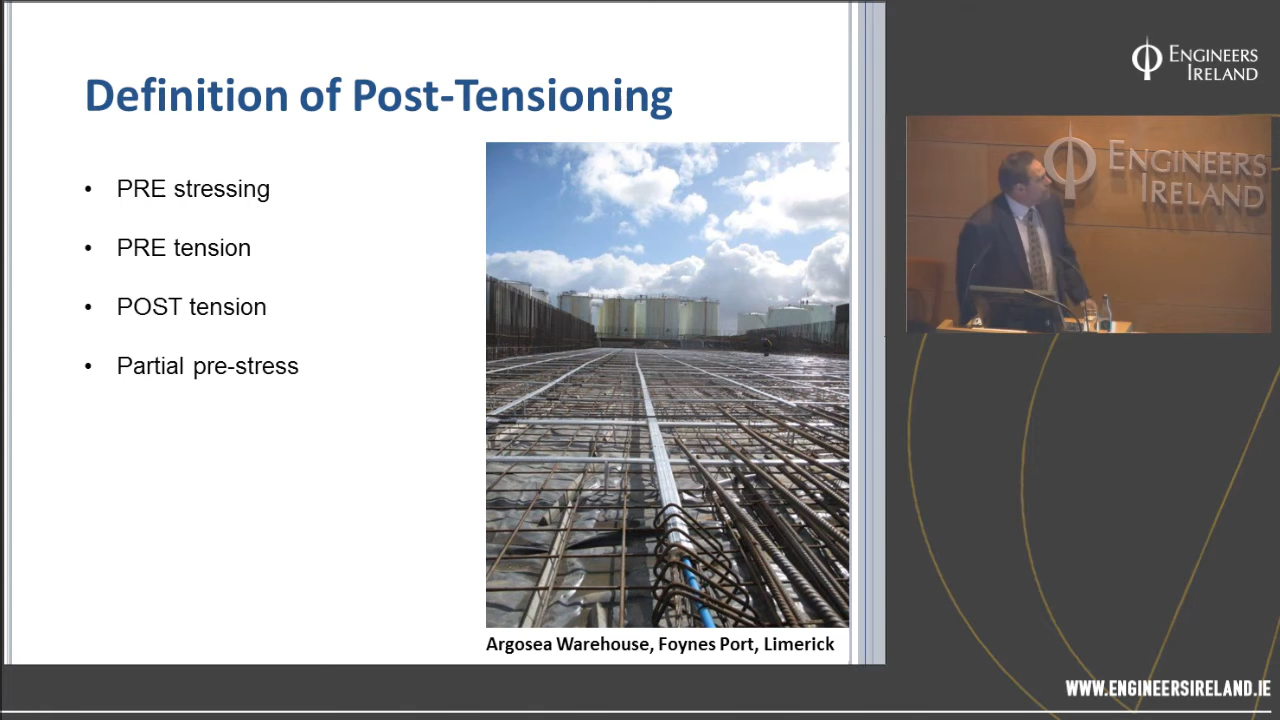 Definition of Post-Tensioning
• PRE stressing
• PRE tension
• POST tension
• Partial pre-stress
Argosea Warehouse, Foynes Port, Limerick
ENGINEERS
IRELAND
ENGINEERS
IRELAND
WWW.ENGINEERSIRELAND.IE